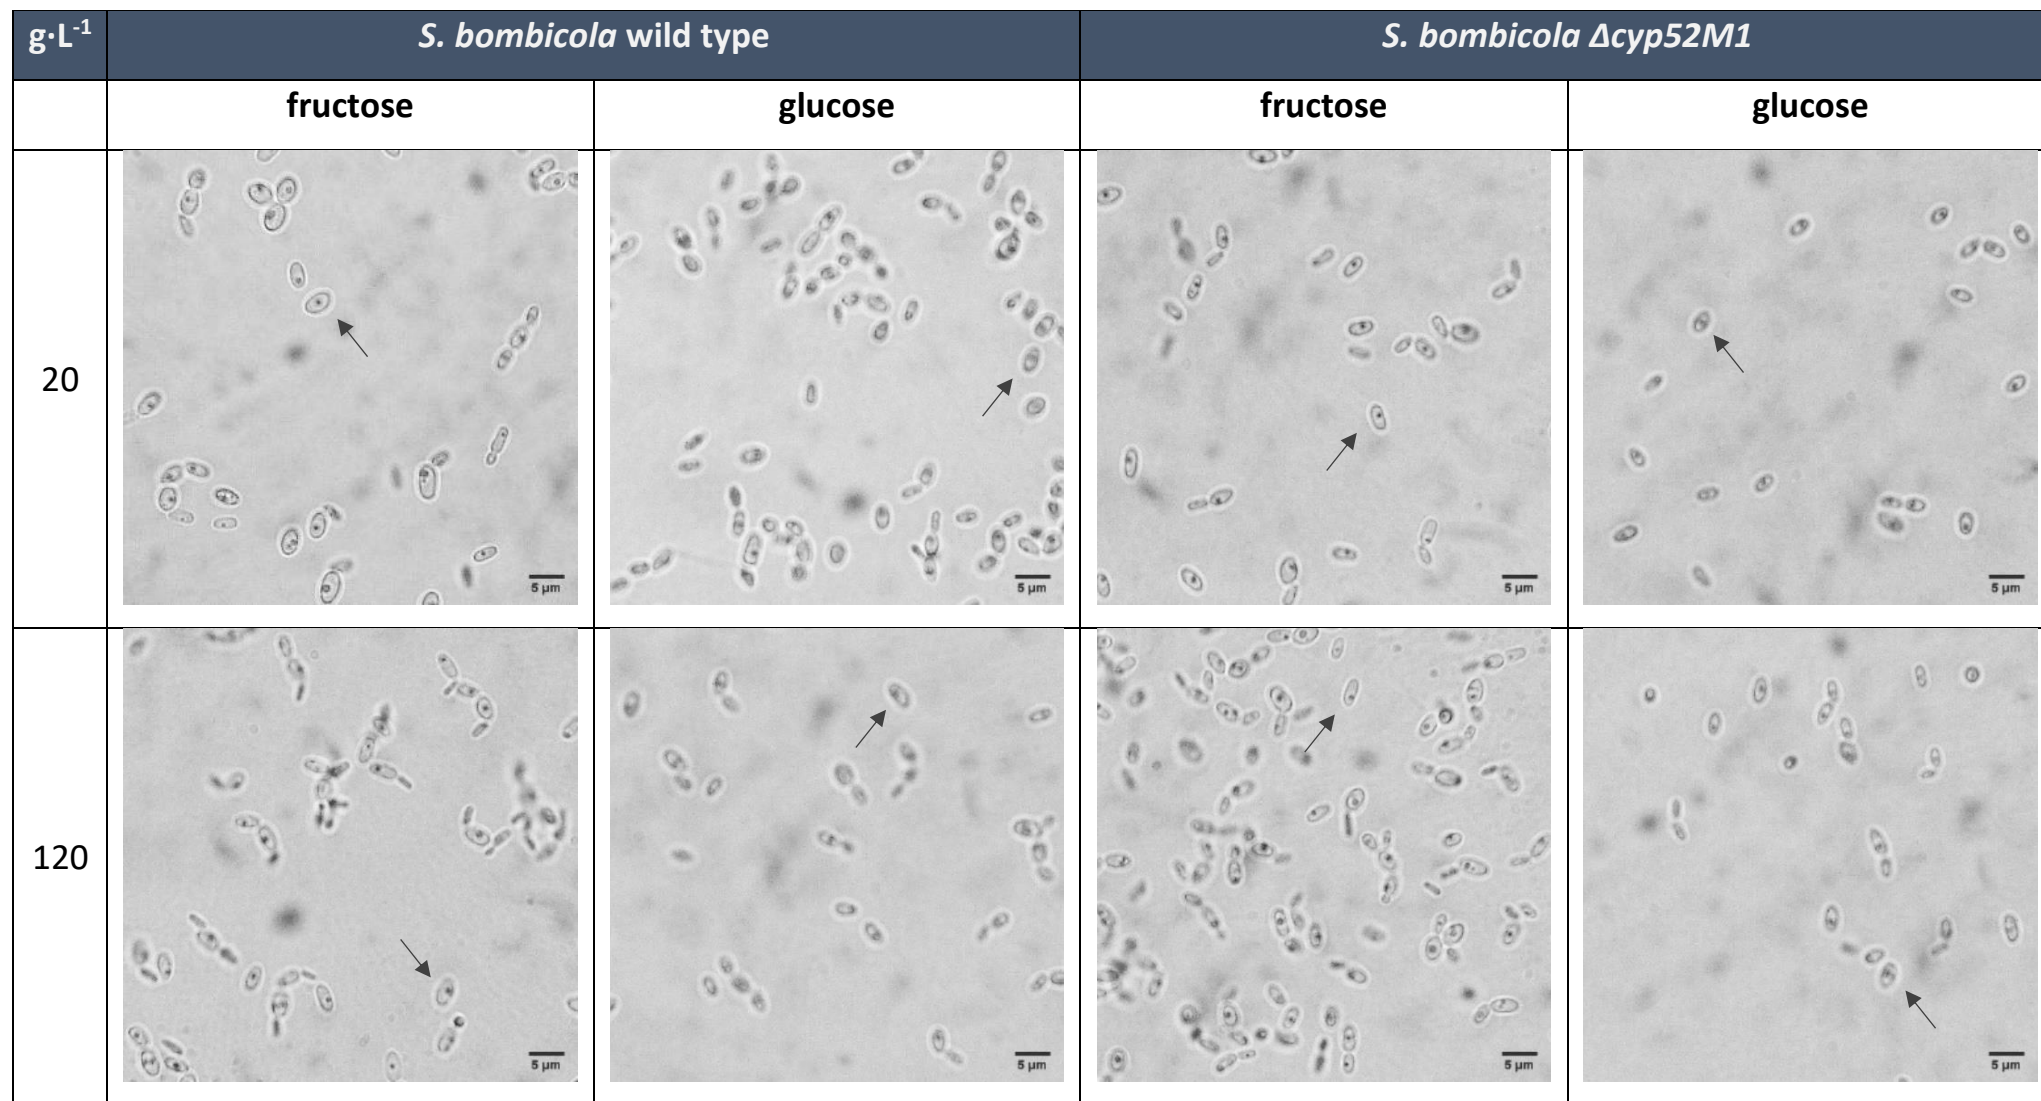 g·L-1 S. bombicola wild type S. bombicola Δcyp52M1
fructose glucose fructose glucose
20
5 µm 5 µm 5 µm 5 µm
120
5 µm 5 µm 5 µm 5 µm